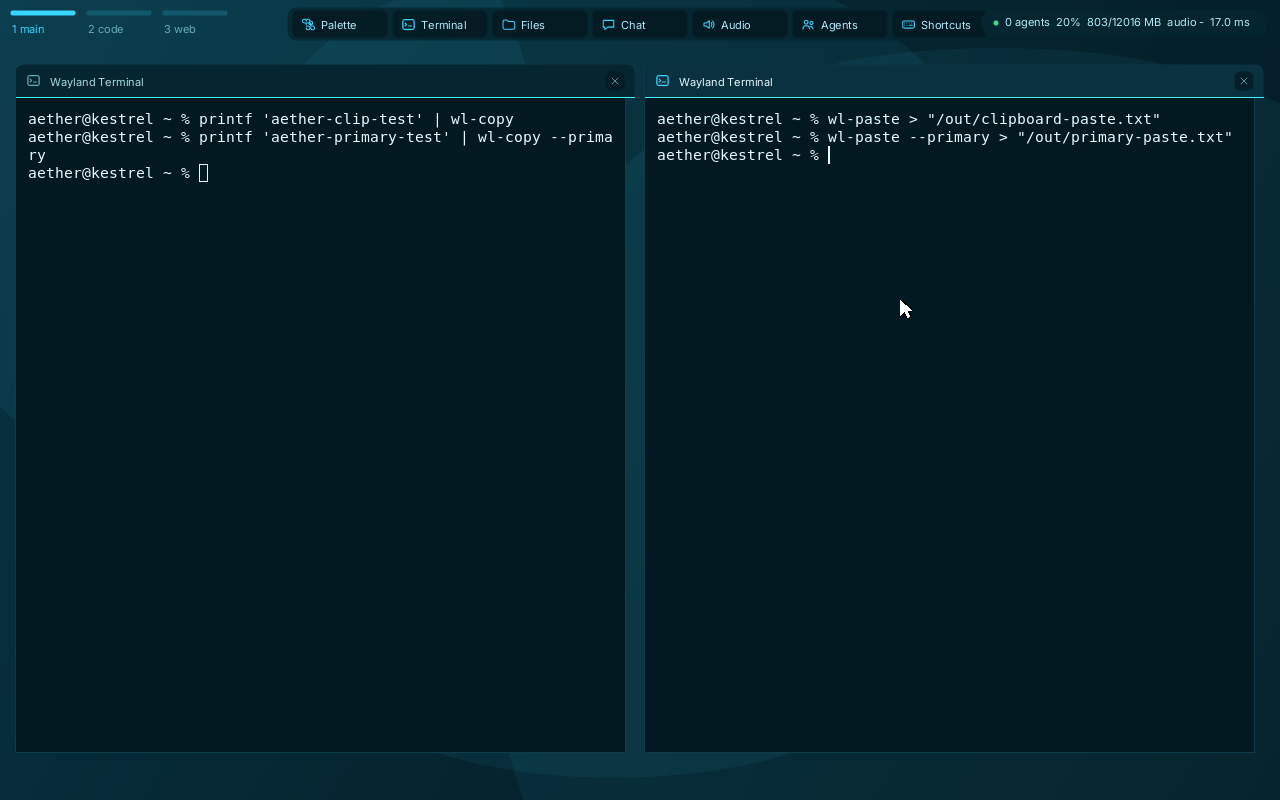 1 main
2 code
3 web
Palette
Terminal
Files
Chat
Audio
Agents
Shortcuts
0 agents 20% 803/12016 MB audio - 17.0 ms
Wayland Terminal
aether@kestrel ~ % printf 'aether-clip-test' | wl-copy
aether@kestrel ~ % printf 'aether-primary-test' | wl-copy --prima
ry
aether@kestrel ~ %
Wayland Terminal
aether@kestrel ~ % wl-paste > "/out/clipboard-paste.txt"
aether@kestrel ~ % wl-paste --primary > "/out/primary-paste.txt"
aether@kestrel ~ %